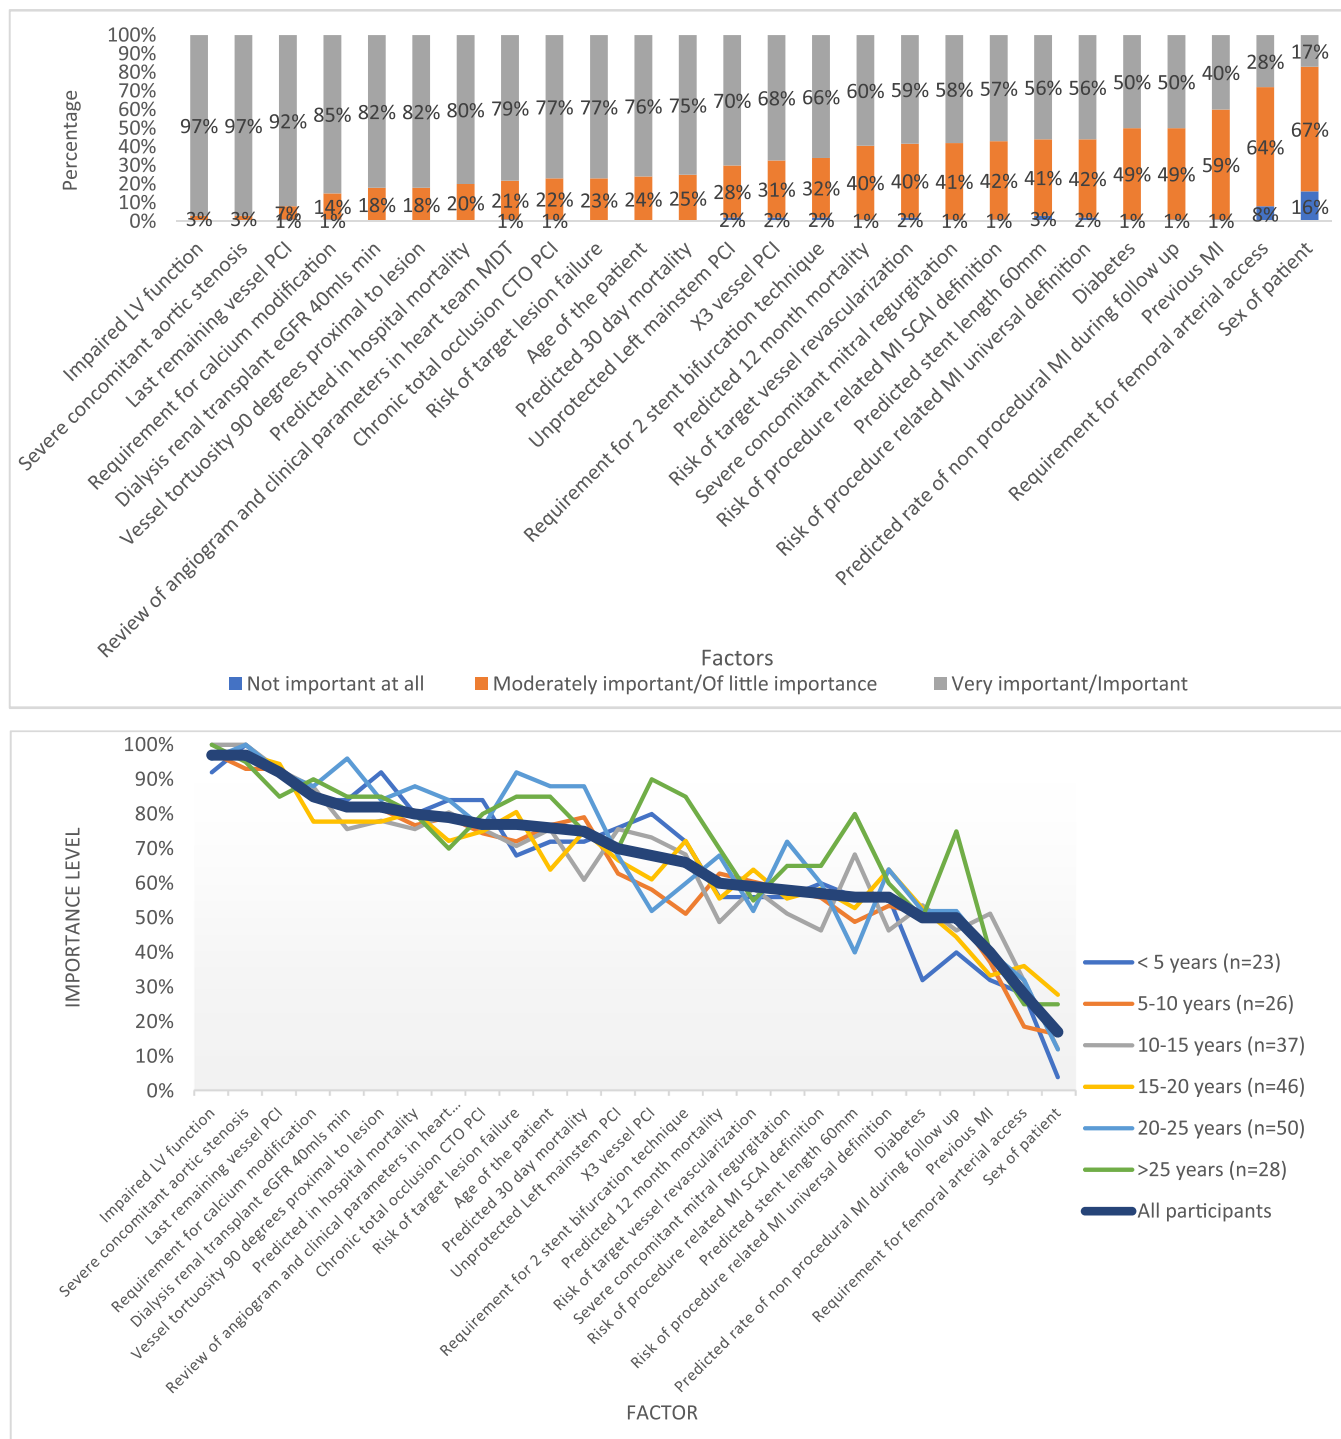 100%
90%
80%
70%
60%
50%
40%
30%
20%
10%
0%
Percentage
97% 97% 92% 85% 82% 82% 80% 79% 77% 77% 76% 75% 70% 68% 66% 60% 59% 58% 57% 56% 56% 50% 50% 40% 28% 17%
3% 3% 7% 14% 18% 18% 20% 21% 22% 23% 24% 25% 28% 31% 32% 40% 40% 41% 42% 41% 42% 49% 49% 59% 64% 67%
1% 1% 1% 1% 2% 2% 2% 1% 2% 1% 1% 3% 2% 1% 1% 1% 8% 16%
Impaired LV function
Severe concomitant aortic stenosis
Last remaining vessel PCI
Requirement for calcium modification
Dialysis renal transplant eGFR 40mls min
Vessel tortuosity 90 degrees proximal to lesion
Predicted in hospital mortality
Review of angiogram and clinical parameters in heart team MDT
Chronic total occlusion CTO PCI
Risk of target lesion failure
Age of the patient
Predicted 30 day mortality
Unprotected Left mainstem PCI
X3 vessel PCI
Requirement for 2 stent bifurcation technique
Predicted 12 month mortality
Risk of target vessel revascularization
Severe concomitant mitral regurgitation
Risk of procedure related MI SCAI definition
Predicted stent length 60mm
Risk of procedure related MI universal definition
Diabetes
Predicted rate of non procedural MI during follow up
Previous MI
Requirement for femoral arterial access
Sex of patient
Factors
Not important at all
Moderately important/Of little importance
Very important/Important
100%
90%
80%
70%
60%
50%
40%
30%
20%
10%
0%
IMPORTANCE LEVEL
Impaired LV function
Severe concomitant aortic stenosis
Last remaining vessel PCI
Requirement for calcium modification
Dialysis renal transplant eGFR 40mls min
Vessel tortuosity 90 degrees proximal to lesion
Predicted in hospital mortality
Review of angiogram and clinical parameters in heart...
Chronic total occlusion CTO PCI
Risk of target lesion failure
Age of the patient
Predicted 30 day mortality
Unprotected Left mainstem PCI
X3 vessel PCI
Requirement for 2 stent bifurcation technique
Predicted 12 month mortality
Risk of target vessel revascularization
Severe concomitant mitral regurgitation
Risk of procedure related MI SCAI definition
Predicted stent length 60mm
Risk of procedure related MI universal definition
Diabetes
Predicted rate of non procedural MI during follow up
Previous MI
Requirement for femoral arterial access
Sex of patient
FACTOR
< 5 years (n=23)
5-10 years (n=26)
10-15 years (n=37)
15-20 years (n=46)
20-25 years (n=50)
>25 years (n=28)
All participants